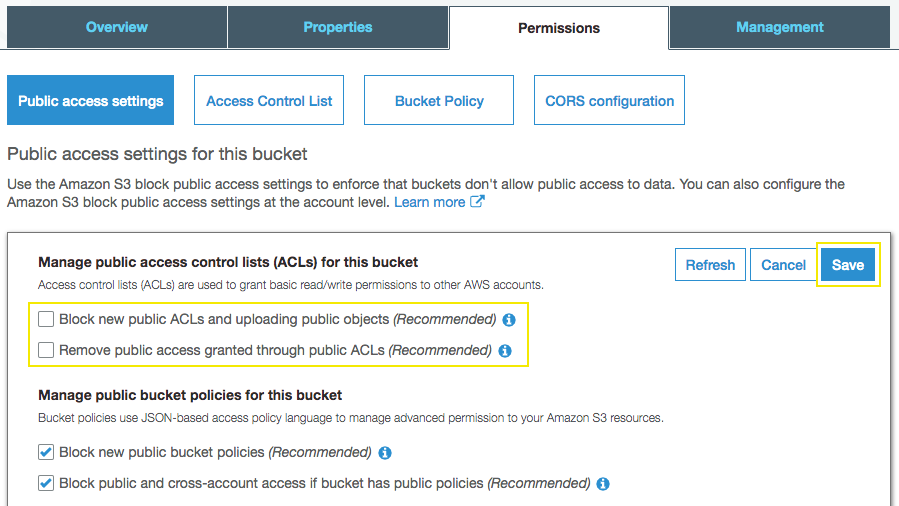 Overview
Properties
Permissions
Management
Public access settings
Access Control List
Bucket Policy
CORS configuration
Public access settings for this bucket
Use the Amazon S3 block public access settings to enforce that buckets don't allow public access to data. You can also configure the
Amazon S3 block public access settings at the account level. Learn more
Manage public access control lists (ACLs) for this bucket
Refresh
Cancel
Save
Access control lists (ACLs) are used to grant basic read/write permissions to other AWS accounts.
Block new public ACLs and uploading public objects (Recommended)
Remove public access granted through public ACLs (Recommended)
Manage public bucket policies for this bucket
Bucket policies use JSON-based access policy language to manage advanced permission to your Amazon S3 resources.
Block new public bucket policies (Recommended)
Block public and cross-account access if bucket has public policies (Recommended)